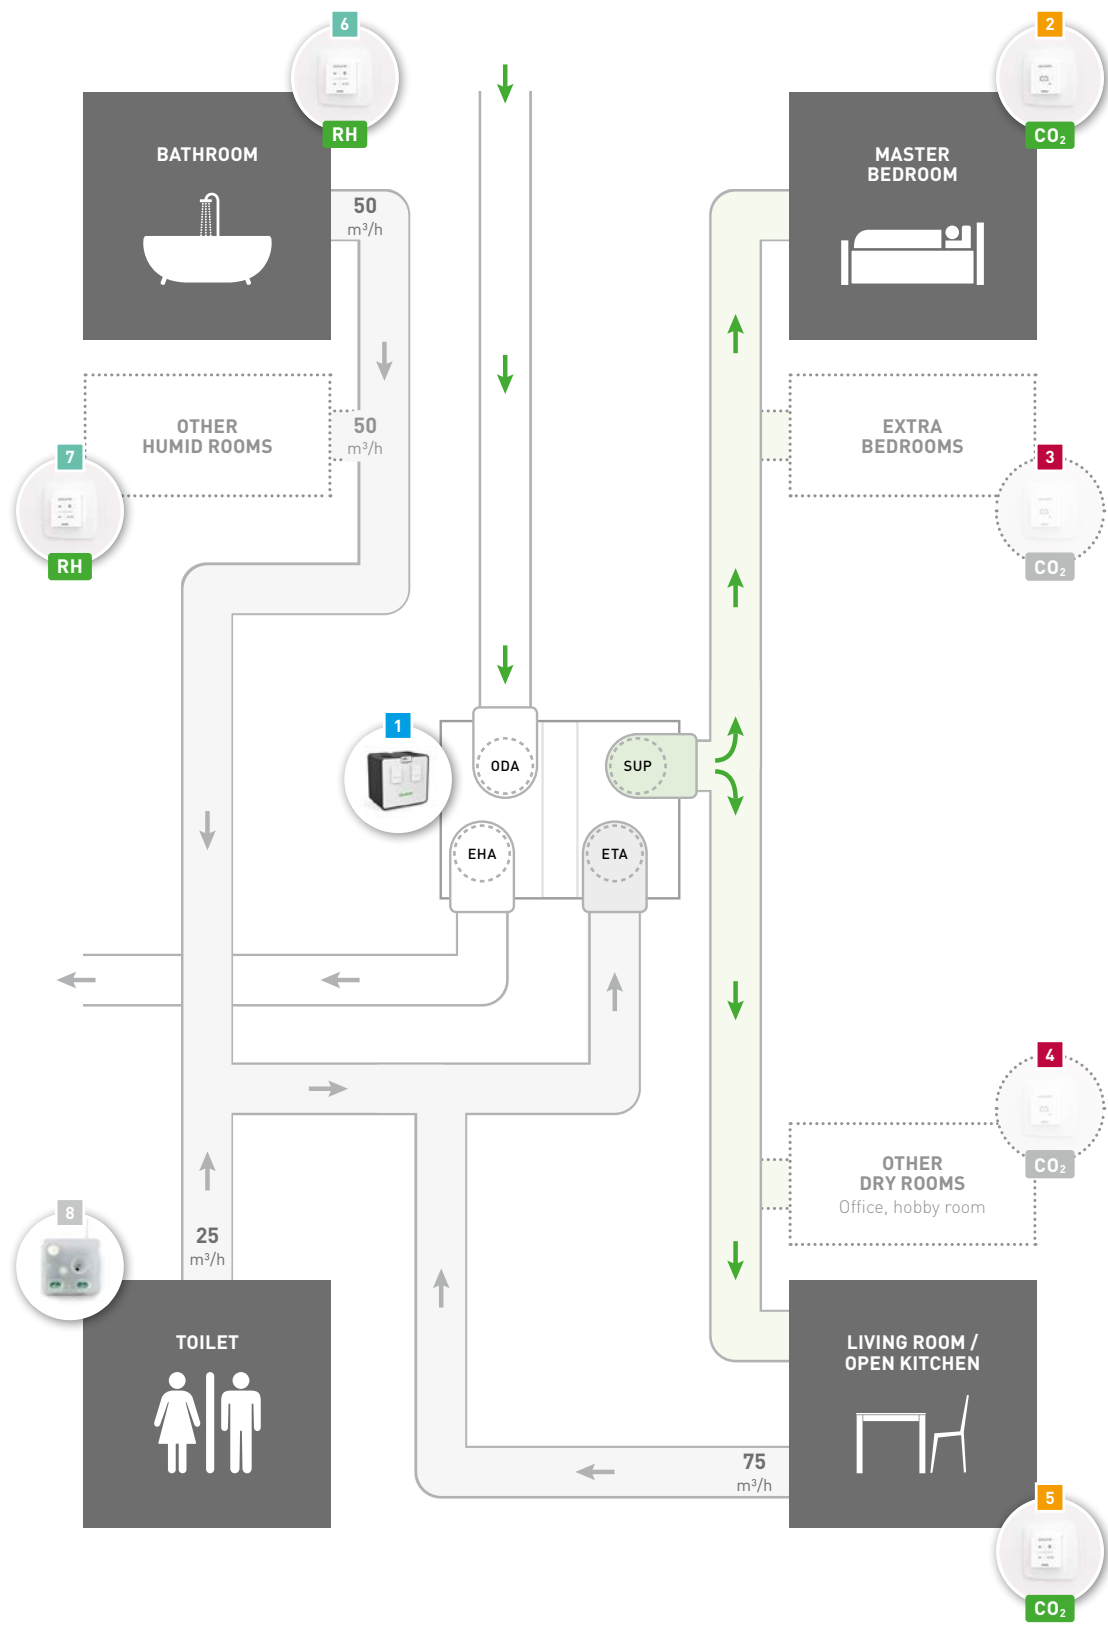 6
RH
BATHROOM
50
m³/h
2
CO₂
MASTER
BEDROOM
OTHER
HUMID ROOMS
50
m³/h
7
RH
EXTRA
BEDROOMS
3
CO₂
1
ODA
SUP
EHA
ETA
4
CO₂
OTHER
DRY ROOMS
Office, hobby room
8
25
m³/h
TOILET
LIVING ROOM /
OPEN KITCHEN
75
m³/h
5
CO₂